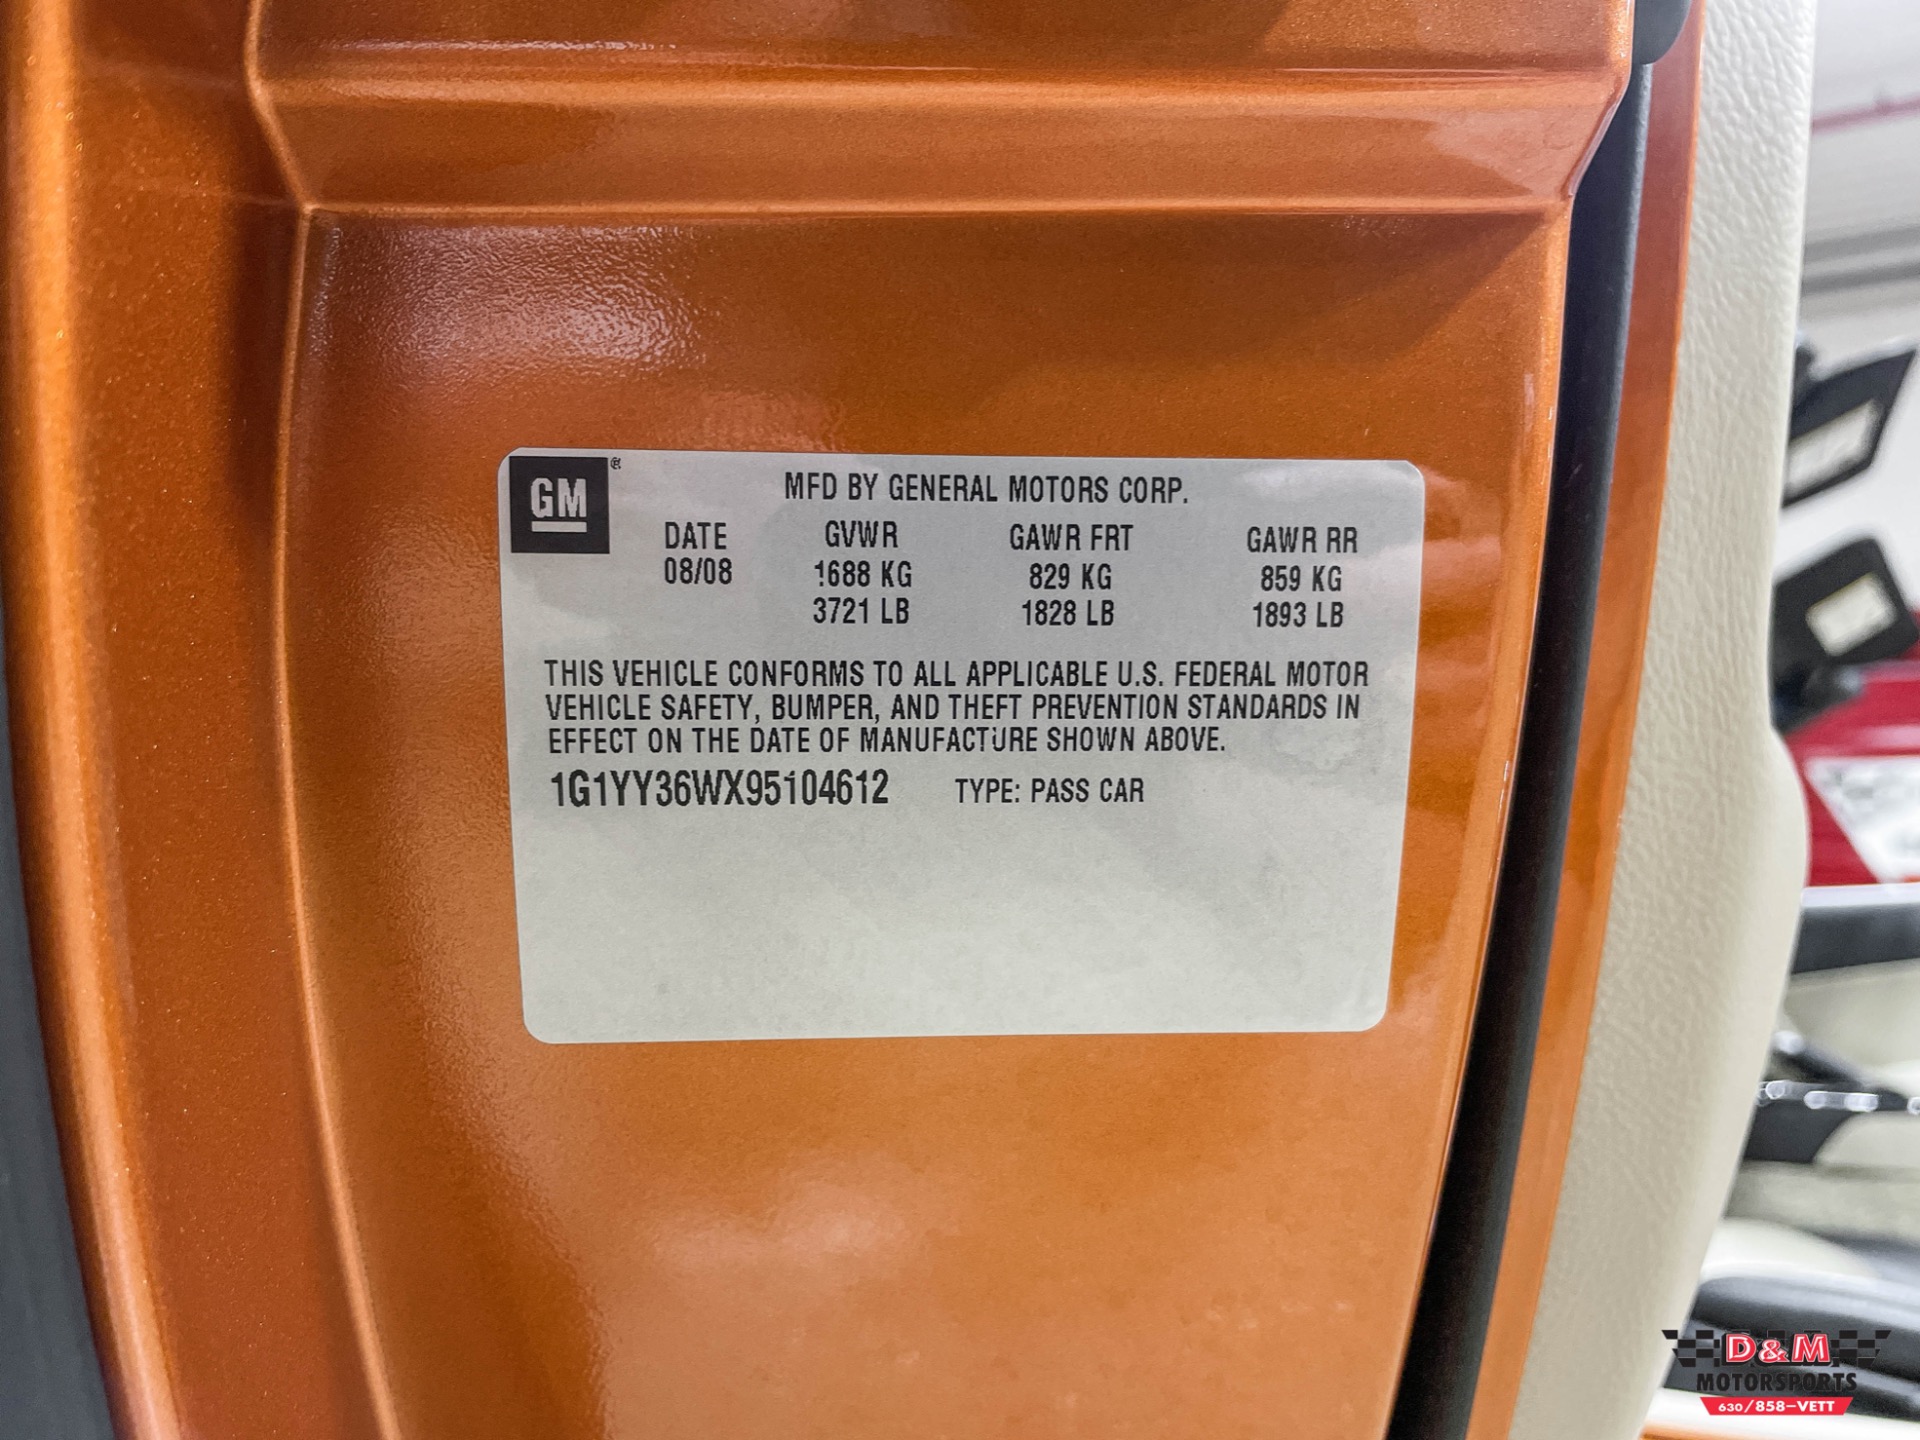 GM®
MFD BY GENERAL MOTORS CORP.
DATE GVWR GAWR FRT GAWR RR
08/08 1688 KG 829 KG 859 KG
3721 LB 1828 LB 1893 LB
THIS VEHICLE CONFORMS TO ALL APPLICABLE U.S. FEDERAL MOTOR
VEHICLE SAFETY, BUMPER, AND THEFT PREVENTION STANDARDS IN
EFFECT ON THE DATE OF MANUFACTURE SHOWN ABOVE.
1G1YY36WX95104612 TYPE: PASS CAR
D&M
MOTORSPORTS
630/858-VETT